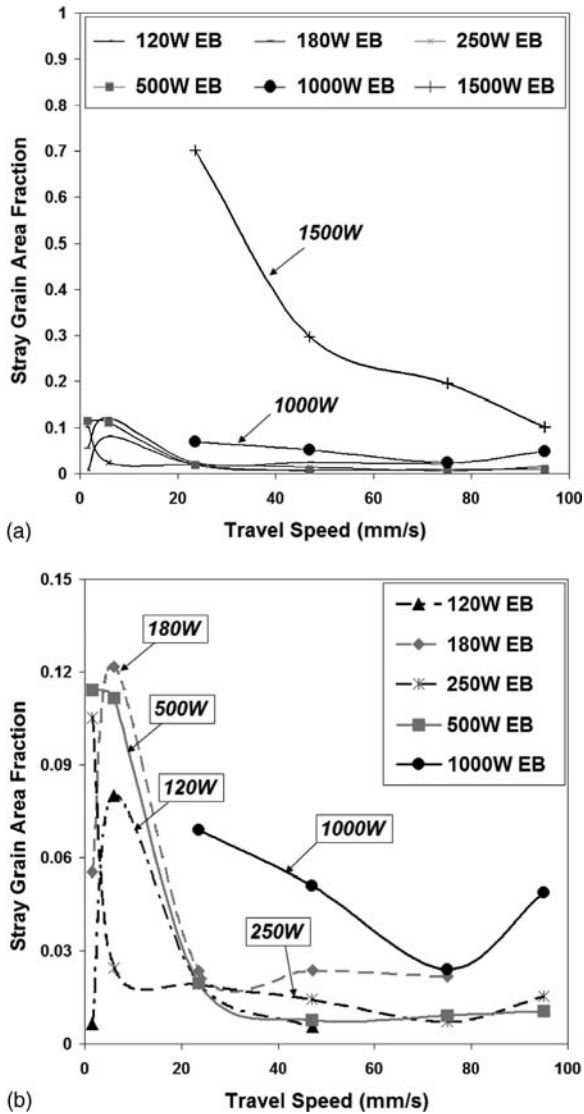 1
0.9
0.8
0.7
0.6
0.5
0.4
0.3
0.2
0.1
0
Stray Grain Area Fraction
120W EB 180W EB 250W EB
500W EB 1000W EB 1500W EB
1500W
1000W
0 20 40 60 80 100
Travel Speed (mm/s)
(a)
0.15
0.12
0.09
0.06
0.03
0
Stray Grain Area Fraction
180W
500W
120W
1000W
250W
120W EB
180W EB
250W EB
500W EB
1000W EB
0 20 40 60 80 100
Travel Speed (mm/s)
(b)